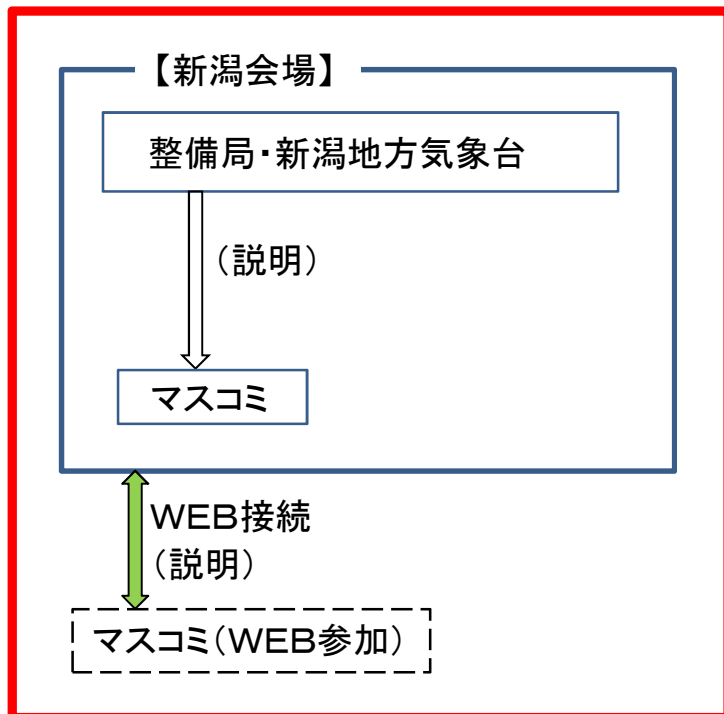 【新潟会場】
整備局・新潟地方気象台
（説明）
マスコミ
ＷＥＢ接続
（説明）
マスコミ（ＷＥＢ参加）